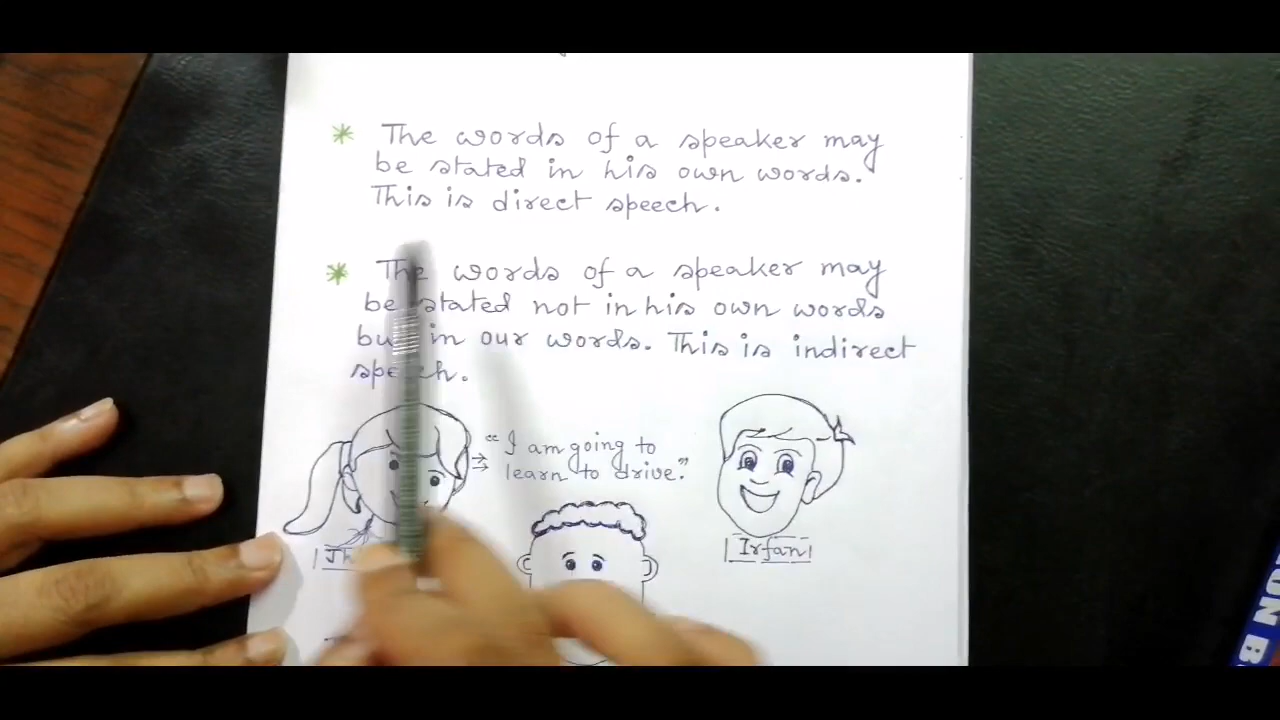 * The words of a speaker may
be stated in his own words.
This is direct speech.
* The words of a speaker may
be stated not in his own words
but in our words. This is indirect
speech.
"I am going to
learn to drive."
Irfan